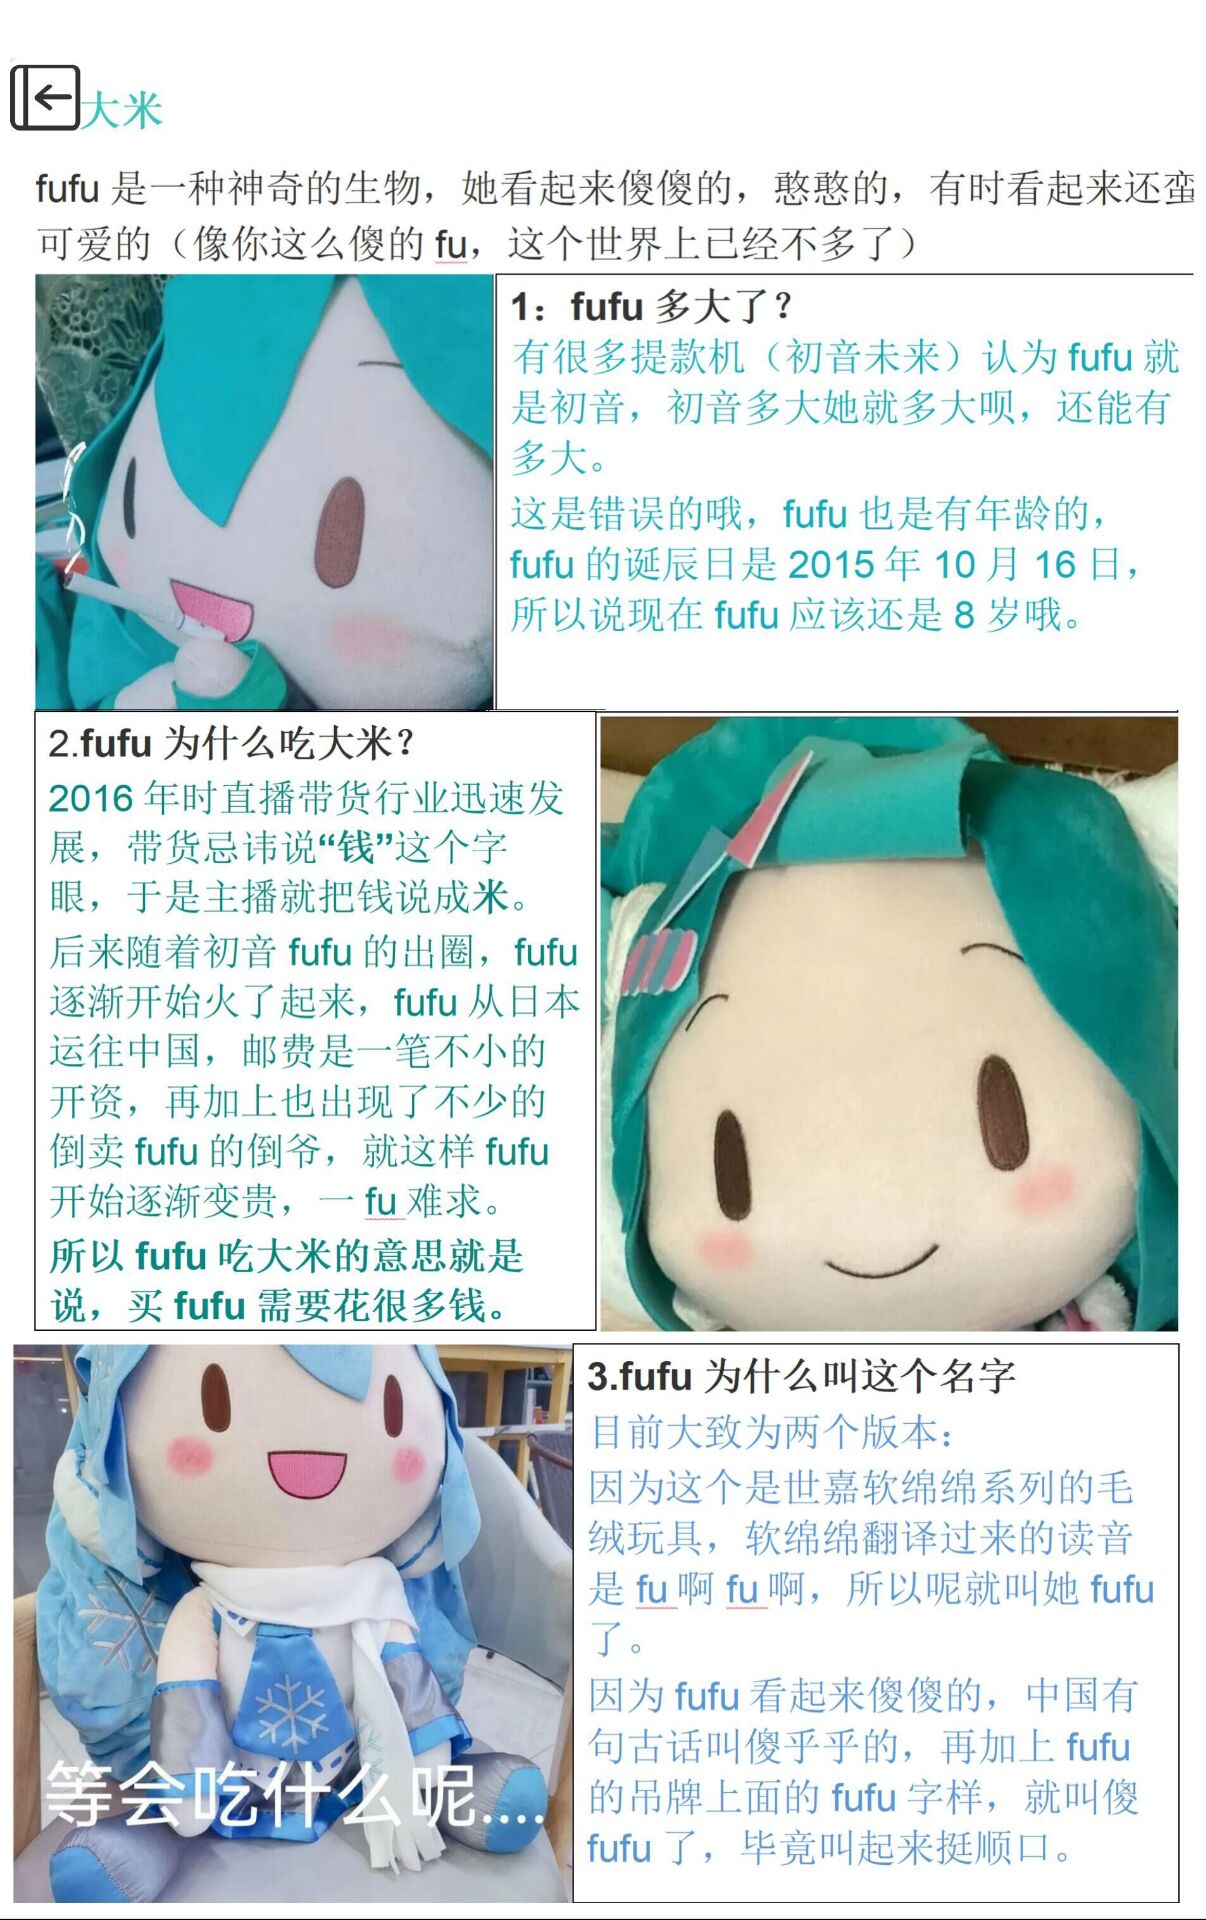 大米
fufu 是一种神奇的生物，她看起来傻傻的，憨憨的，有时看起来还蛮
可爱的（像你这么傻的 fu，这个世界上已经不多了）
1：fufu 多大了？
有很多提款机（初音未来）认为 fufu 就
是初音，初音多大她就多大呗，还能有
多大。
这是错误的哦，fufu 也是有年龄的，
fufu 的诞辰日是 2015 年 10 月 16 日，
所以说现在 fufu 应该还是 8 岁哦。
2.fufu 为什么吃大米？
2016 年时直播带货行业迅速发
展，带货忌讳说“钱”这个字
眼，于是主播就把钱说成米。
后来随着初音 fufu 的出圈，fufu
逐渐开始火了起来，fufu 从日本
运往中国，邮费是一笔不小的
开资，再加上也出现了不少的
倒卖 fufu 的倒爷，就这样 fufu
开始逐渐变贵，一 fu 难求。
所以 fufu 吃大米的意思就是
说，买 fufu 需要花很多钱。
等会吃什么呢....
3.fufu 为什么叫这个名字
目前大致为两个版本：
因为这个是世嘉软绵绵系列的毛
绒玩具，软绵绵翻译过来的读音
是 fu 啊 fu 啊，所以呢就叫她 fufu
了。
因为 fufu 看起来傻傻的，中国有
句古话叫傻乎乎的，再加上 fufu
的吊牌上面的 fufu 字样，就叫傻
fufu 了，毕竟叫起来挺顺口。